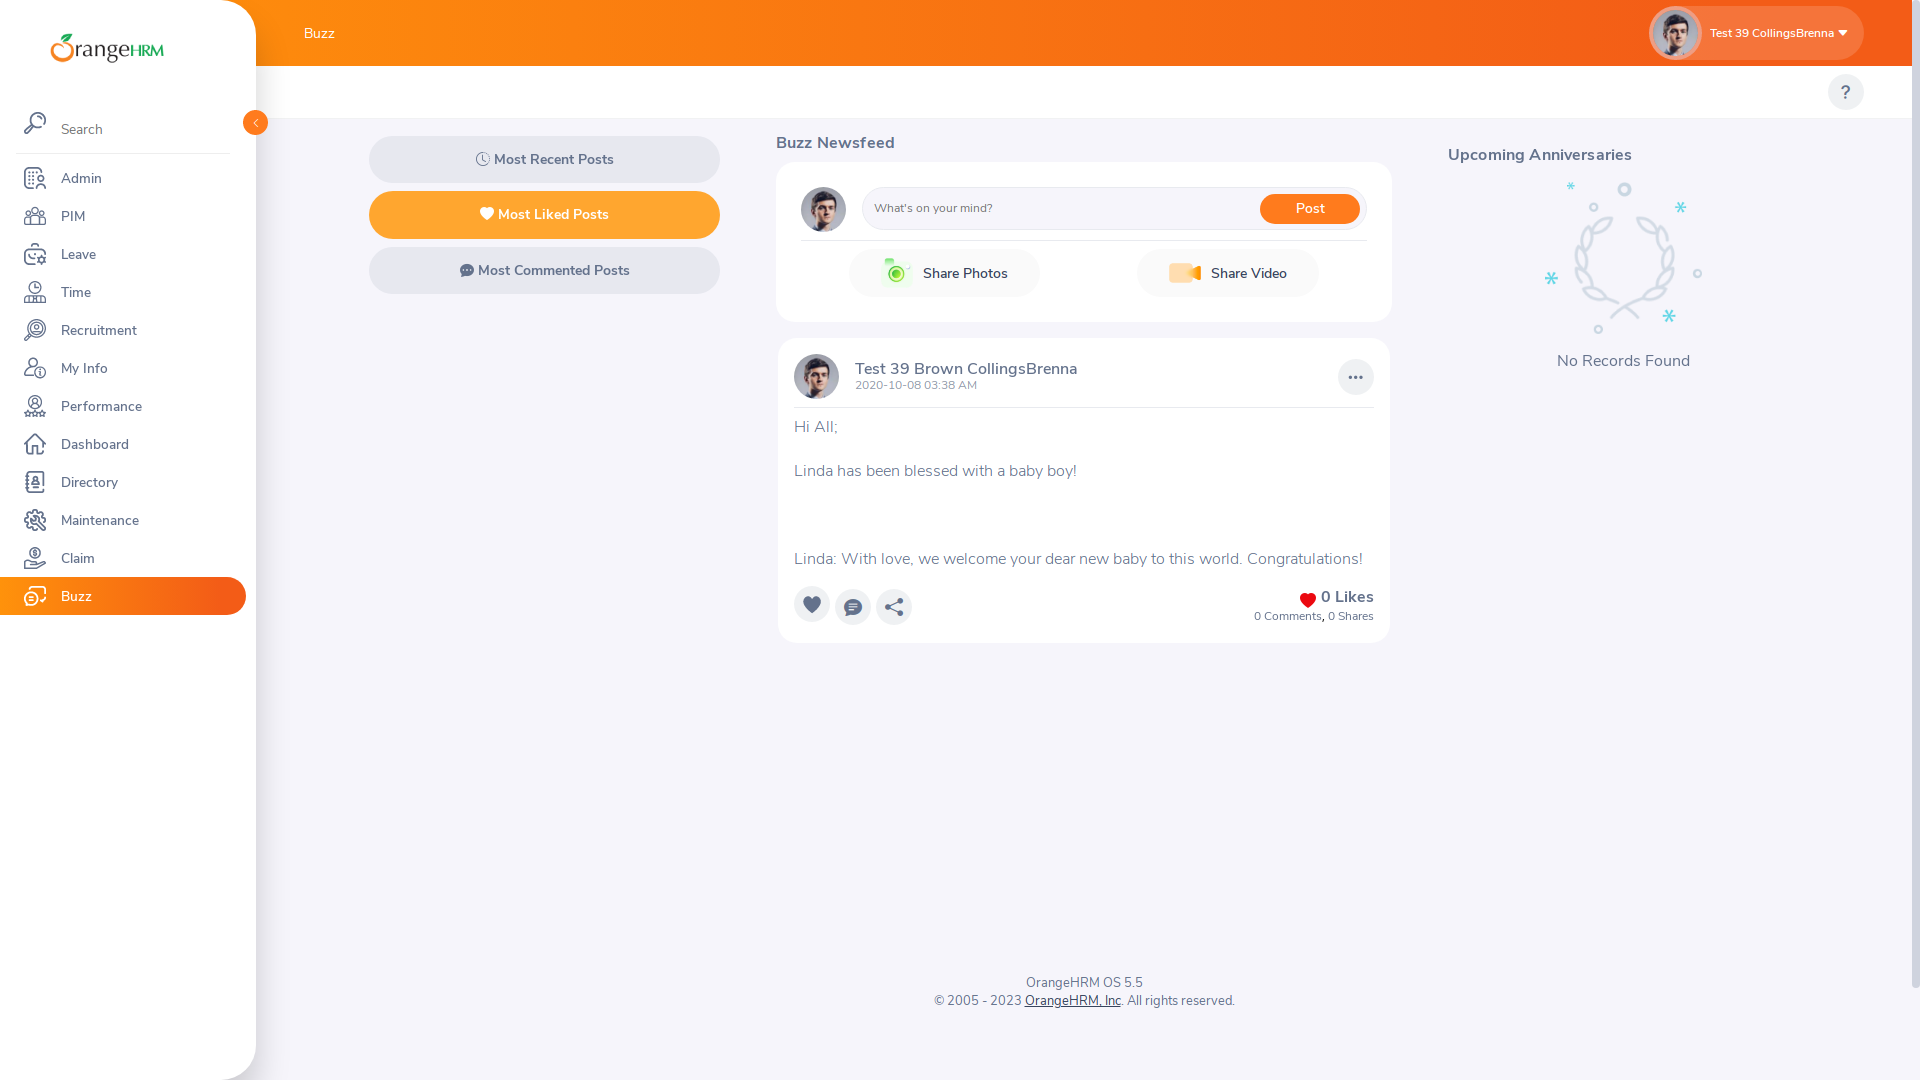 OrangeHRM
Search
Admin
PIM
Leave
Time
Recruitment
My Info
Performance
Dashboard
Directory
Maintenance
Claim
Buzz
Buzz
Test 39 CollingsBrenna
?
Most Recent Posts
Most Liked Posts
Most Commented Posts
Buzz Newsfeed
What's on your mind?
Post
Share Photos
Share Video
Test 39 Brown CollingsBrenna
2020-10-08 03:38 AM
Hi All;
Linda has been blessed with a baby boy!
Linda: With love, we welcome your dear new baby to this world. Congratulations!
0 Likes
0 Comments, 0 Shares
Upcoming Anniversaries
No Records Found
OrangeHRM OS 5.5
© 2005 - 2023 OrangeHRM, Inc. All rights reserved.